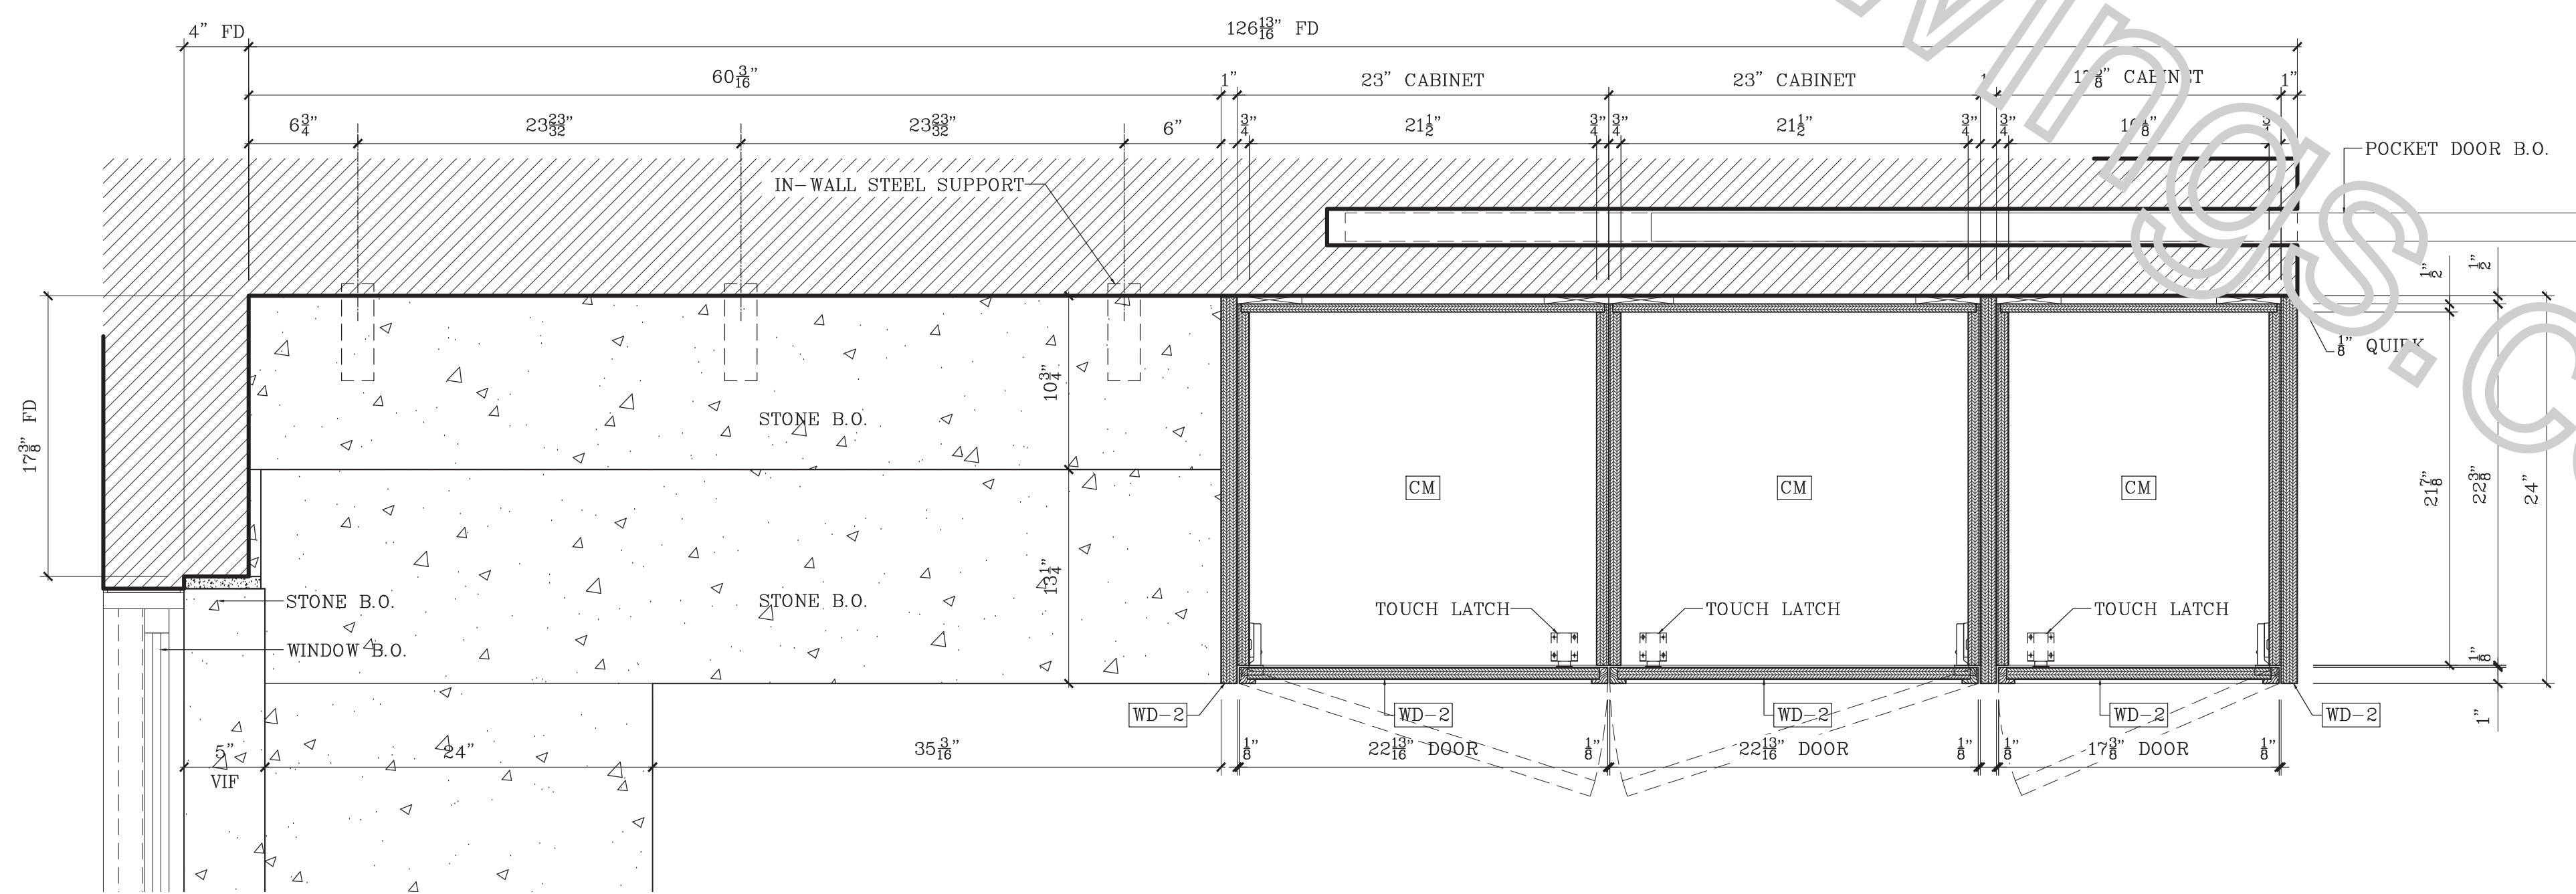 4" FD
126 13/16" FD
60 3/16"
1"
23" CABINET
23" CABINET
CABINET
1"
6 3/4"
23 23/32"
23 23/32"
6"
3/4"
21 1/2"
3/4"
3/4"
21 1/2"
3/4"
3/4"
POCKET DOOR B.O.
IN-WALL STEEL SUPPORT
1/2"
1/2"
1/8" QUIRK
17 3/8" FD
10 3/4"
STONE B.O.
CM
CM
CM
21 7/8"
22 3/8"
24"
13 1/4"
STONE B.O.
STONE B.O.
WINDOW B.O.
TOUCH LATCH
TOUCH LATCH
TOUCH LATCH
1/8"
1"
WD-2
WD-2
WD-2
WD-2
WD-2
5"
VIF
24"
35 3/16"
1/8"
22 13/16" DOOR
1/8"
22 13/16" DOOR
1/8"
1/8"
17 3/8" DOOR
1/8"